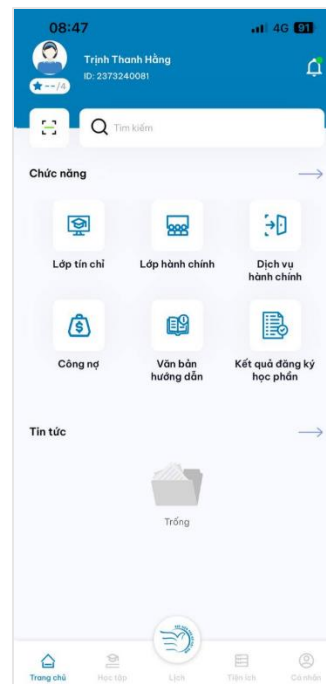 08:47
4G 91
Trịnh Thanh Hằng
ID: 2373240081
--/4
Tìm kiếm
Chức năng
Lớp tín chỉ
Lớp hành chính
Dịch vụ
hành chính
Công nợ
Văn bản
hướng dẫn
Kết quả đăng ký
học phần
Tin tức
Trống
Trang chủ
Học tập
Lịch
Tiện ích
Cá nhân